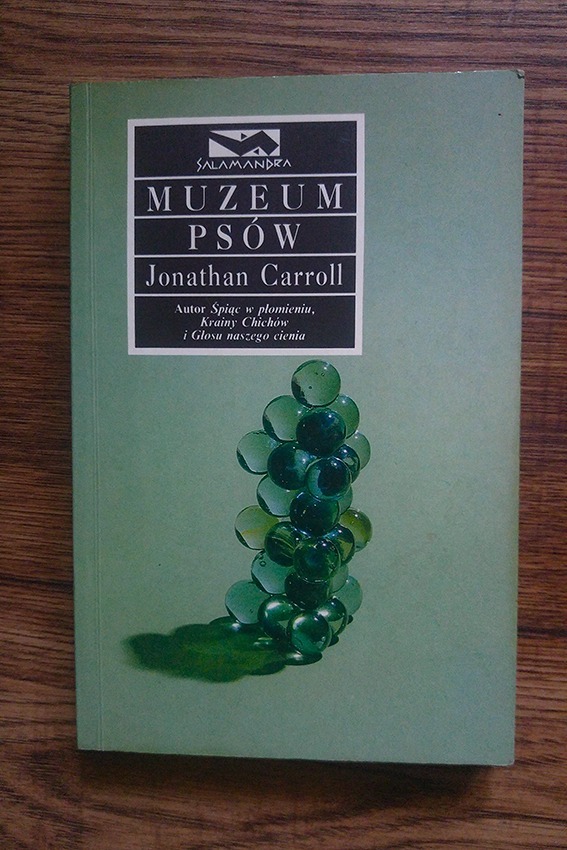 SALAMANDRA
MUZEUM
PSÓW
Jonathan Carroll
Autor Śpiąc w płomieniu,
Krainy Chichów
i Głosu naszego cienia